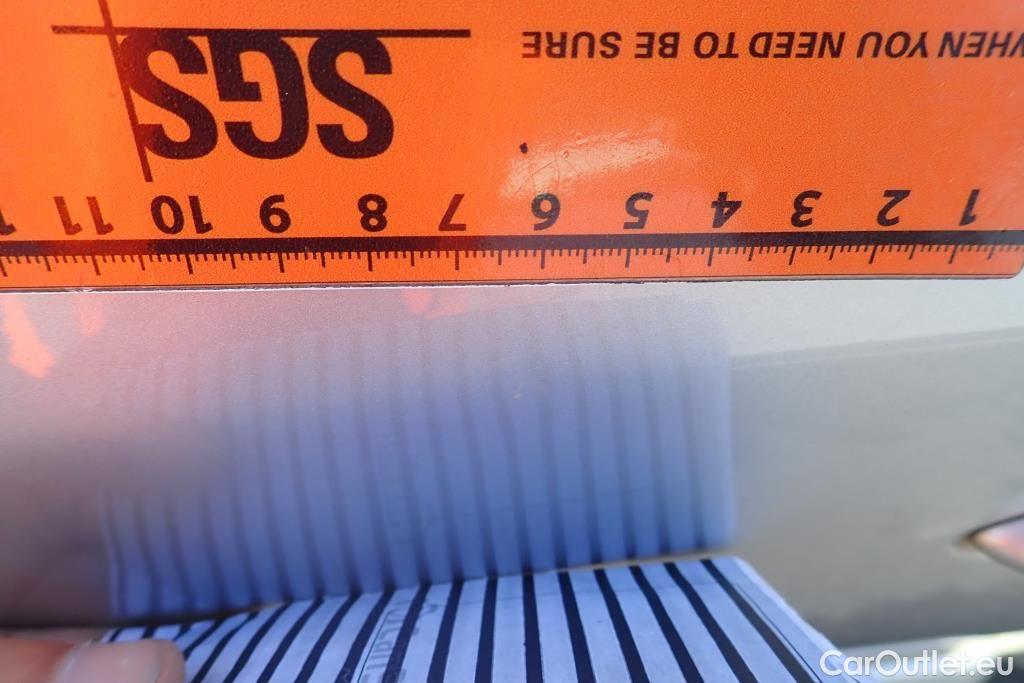 WHEN YOU NEED TO BE SURE
SGS
1 2 3 4 5 6 7 8 9 10 11
CarOutlet.eu